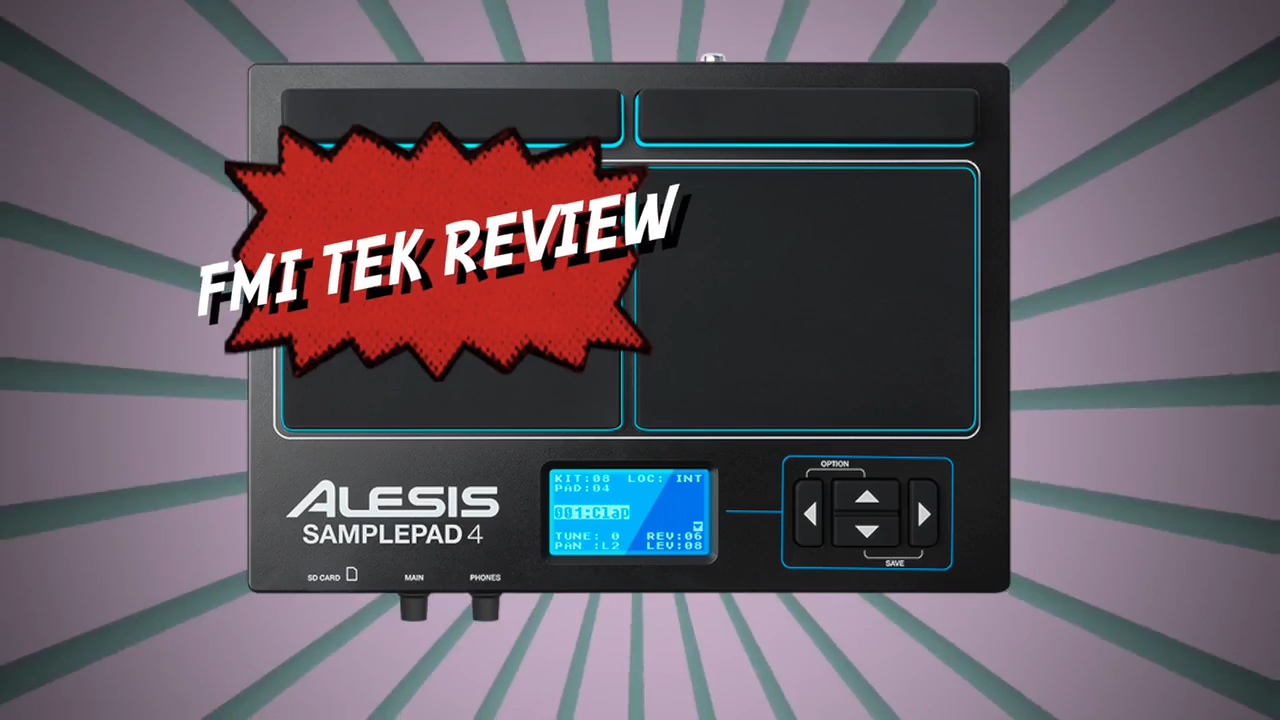 FMI TEK REVIEW
ALESIS
SAMPLEPAD 4
SD CARD
MAIN
PHONES
KIT:08 LOC: INT
PAD:04
001:Clap
TUNE: 0 REV:06
PAN :L2 LEV:08
OPTION
SAVE